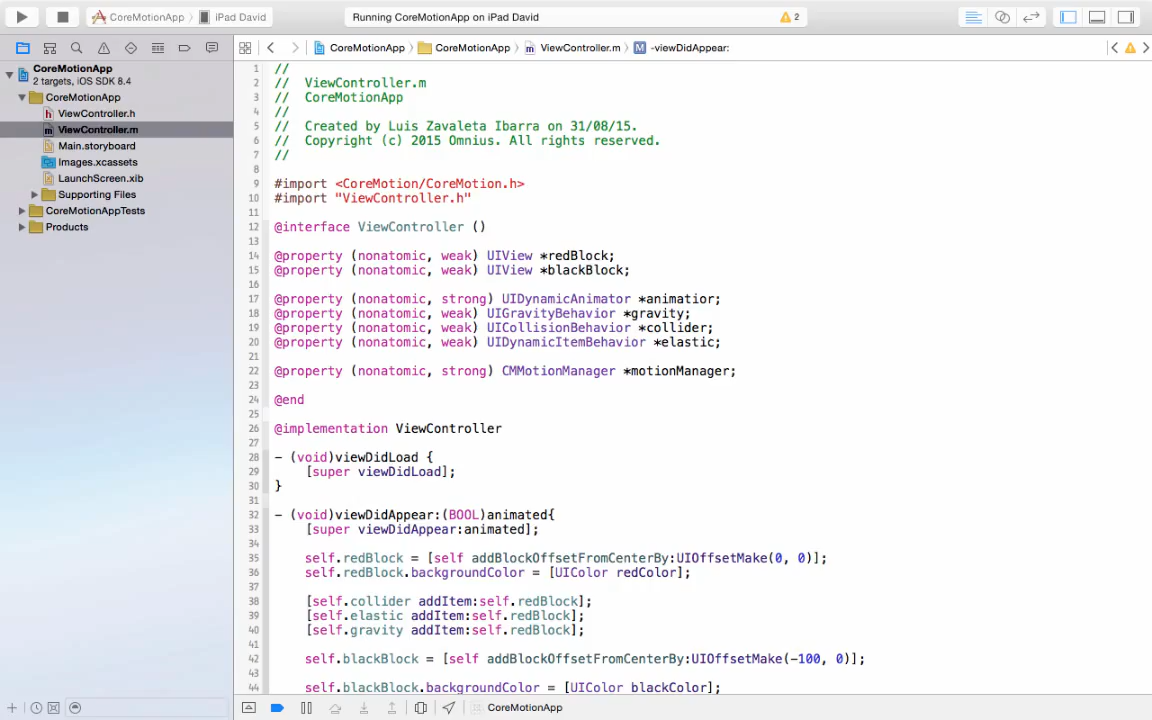 CoreMotionApp
iPad David
Running CoreMotionApp on iPad David
2
CoreMotionApp
CoreMotionApp
ViewController.m
-viewDidAppear:
CoreMotionApp
2 targets, iOS SDK 8.4
CoreMotionApp
ViewController.h
ViewController.m
Main.storyboard
Images.xcassets
LaunchScreen.xib
Supporting Files
CoreMotionAppTests
Products
1 //
2 //  ViewController.m
3 //  CoreMotionApp
4 //
5 //  Created by Luis Zavaleta Ibarra on 31/08/15.
6 //  Copyright (c) 2015 Omnius. All rights reserved.
7 //
8
9 #import <CoreMotion/CoreMotion.h>
10 #import "ViewController.h"
11
12 @interface ViewController ()
13
14 @property (nonatomic, weak) UIView *redBlock;
15 @property (nonatomic, weak) UIView *blackBlock;
16
17 @property (nonatomic, strong) UIDynamicAnimator *animatior;
18 @property (nonatomic, weak) UIGravityBehavior *gravity;
19 @property (nonatomic, weak) UICollisionBehavior *collider;
20 @property (nonatomic, weak) UIDynamicItemBehavior *elastic;
21
22 @property (nonatomic, strong) CMMotionManager *motionManager;
23
24 @end
25
26 @implementation ViewController
27
28 - (void)viewDidLoad {
29     [super viewDidLoad];
30 }
31
32 - (void)viewDidAppear:(BOOL)animated{
33     [super viewDidAppear:animated];
34
35     self.redBlock = [self addBlockOffsetFromCenterBy:UIOffsetMake(0, 0)];
36     self.redBlock.backgroundColor = [UIColor redColor];
37
38     [self.collider addItem:self.redBlock];
39     [self.elastic addItem:self.redBlock];
40     [self.gravity addItem:self.redBlock];
41
42     self.blackBlock = [self addBlockOffsetFromCenterBy:UIOffsetMake(-100, 0)];
43
44     self.blackBlock.backgroundColor = [UIColor blackColor];
CoreMotionApp